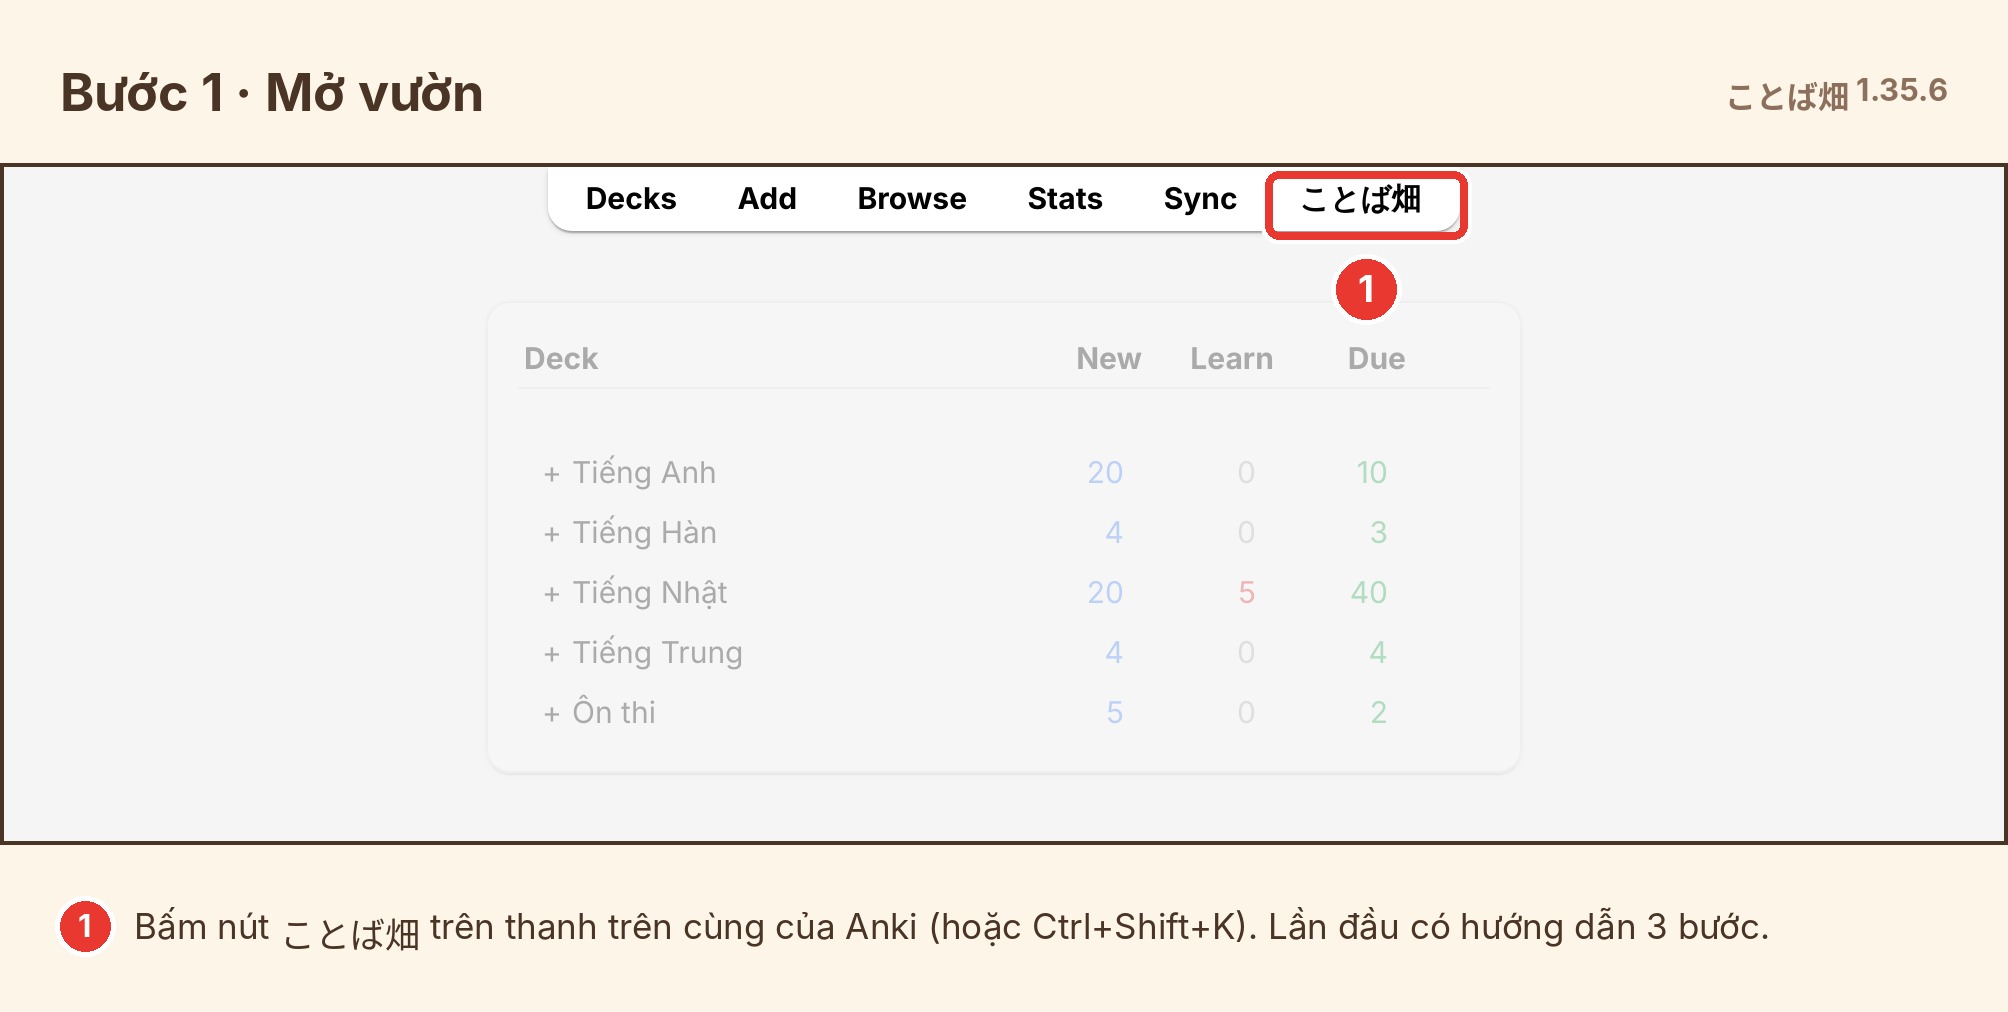 Bước 1 · Mở vườn
ことば畑 1.35.6
Decks Add Browse Stats Sync ことば畑
1
Deck New Learn Due
+ Tiếng Anh 20 0 10
+ Tiếng Hàn 4 0 3
+ Tiếng Nhật 20 5 40
+ Tiếng Trung 4 0 4
+ Ôn thi 5 0 2
1 Bấm nút ことば畑 trên thanh trên cùng của Anki (hoặc Ctrl+Shift+K). Lần đầu có hướng dẫn 3 bước.